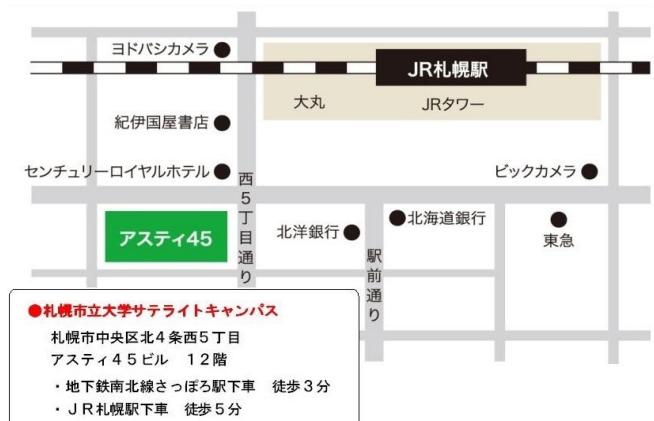 ヨドバシカメラ
JR札幌駅
大丸
JRタワー
紀伊国屋書店
センチュリーロイヤルホテル
ビックカメラ
西5丁目通り
アスティ45
北洋銀行
北海道銀行
東急
駅前通り
●札幌市立大学サテライトキャンパス
札幌市中央区北4条西5丁目
アスティ45ビル 12階
・地下鉄南北線さっぽろ駅下車 徒歩3分
・JR札幌駅下車 徒歩5分